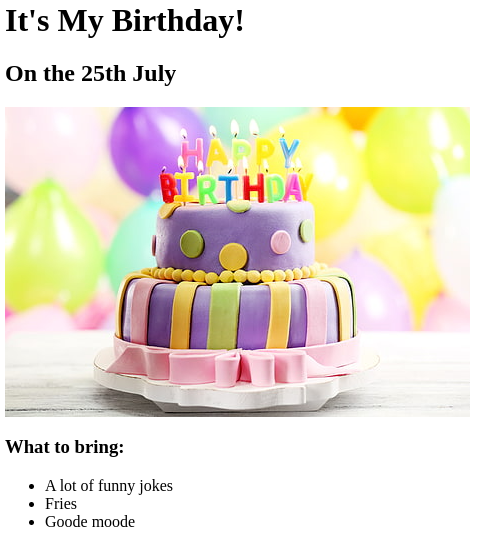 It's My Birthday!
On the 25th July
HAPPY
BIRTHDAY
What to bring:
A lot of funny jokes
Fries
Goode moode